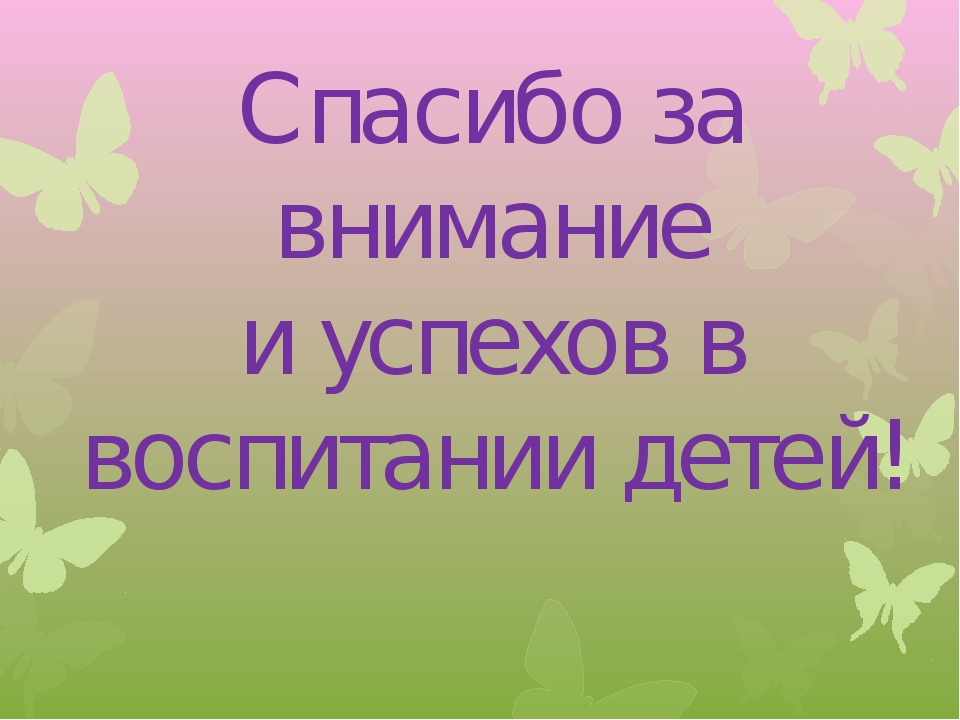 Спасибо за
внимание
и успехов в
воспитании детей!